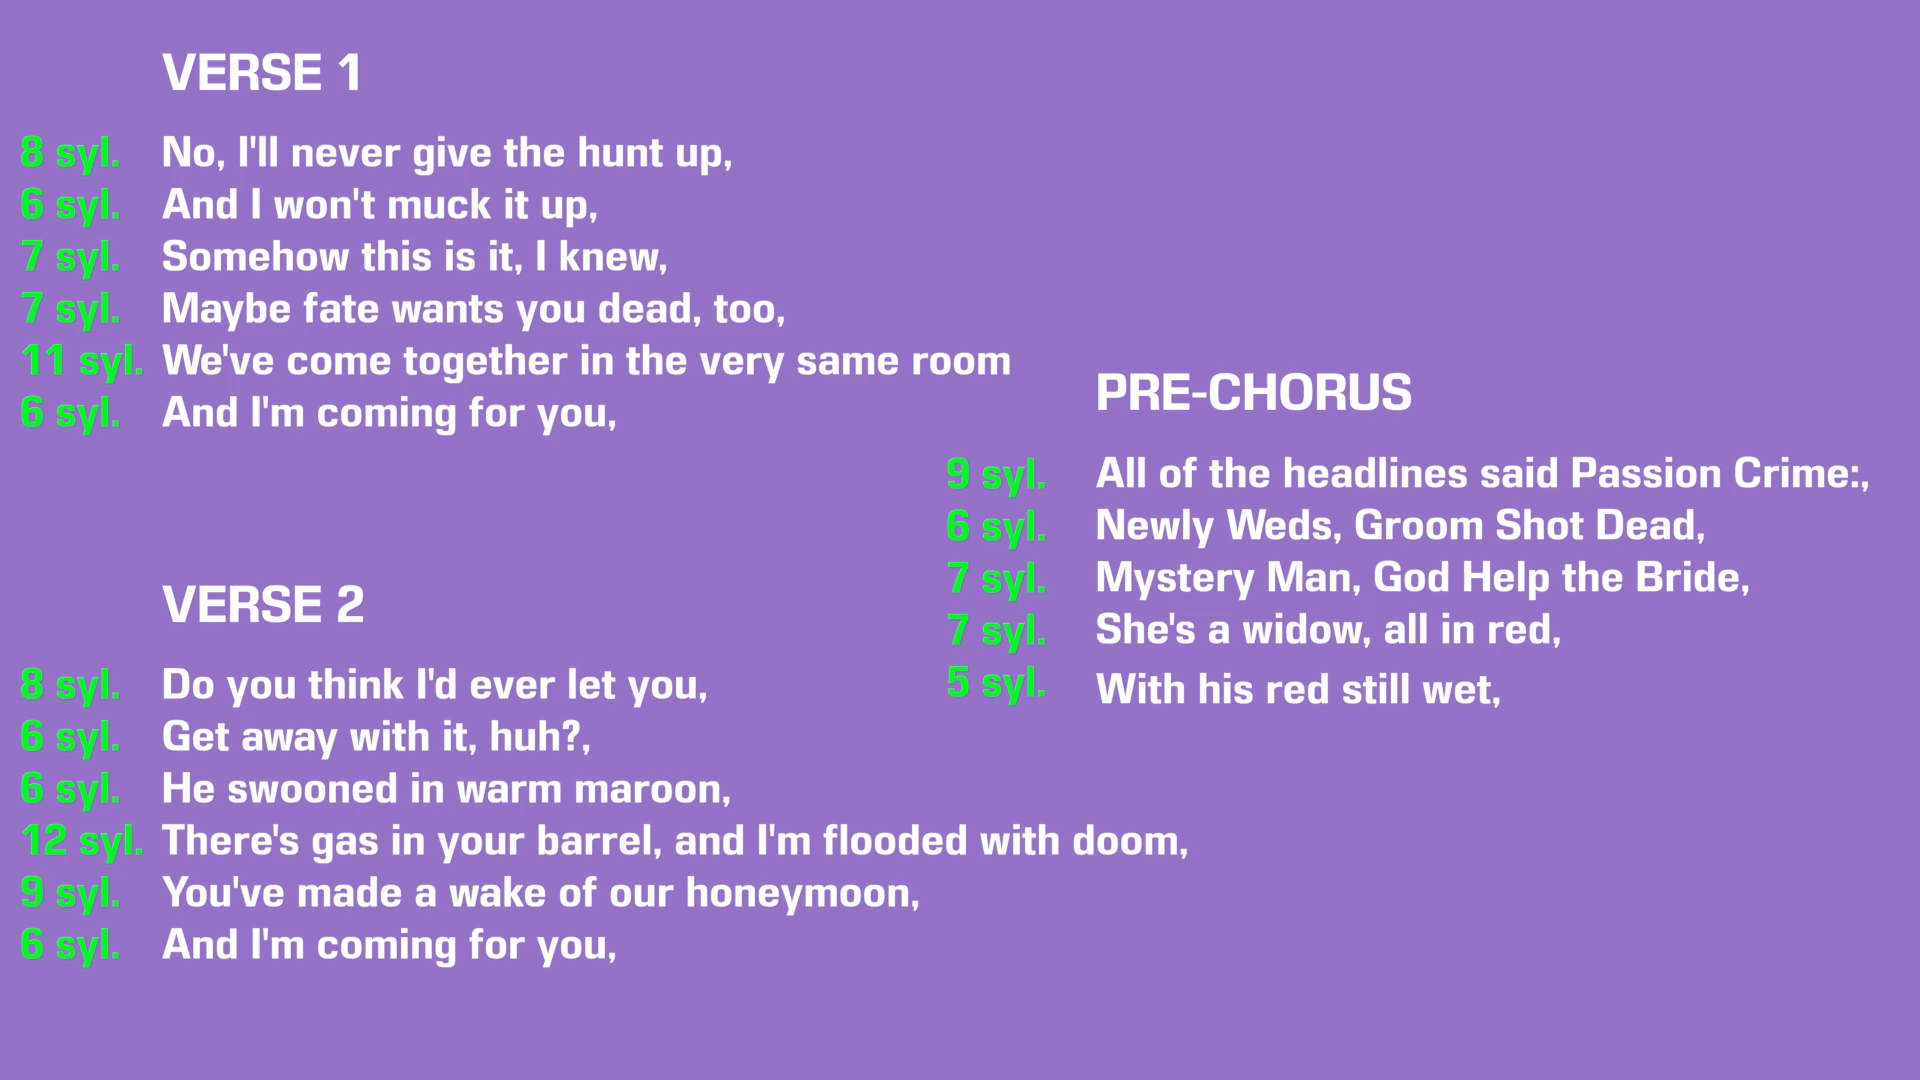 VERSE 1
8 syl. No, I'll never give the hunt up,
6 syl. And I won't muck it up,
7 syl. Somehow this is it, I knew,
7 syl. Maybe fate wants you dead, too,
11 syl. We've come together in the very same room
6 syl. And I'm coming for you,
VERSE 2
8 syl. Do you think I'd ever let you,
6 syl. Get away with it, huh?,
6 syl. He swooned in warm maroon,
12 syl. There's gas in your barrel, and I'm flooded with doom,
9 syl. You've made a wake of our honeymoon,
6 syl. And I'm coming for you,
PRE-CHORUS
9 syl. All of the headlines said Passion Crime:,
6 syl. Newly Weds, Groom Shot Dead,
7 syl. Mystery Man, God Help the Bride,
7 syl. She's a widow, all in red,
5 syl. With his red still wet,